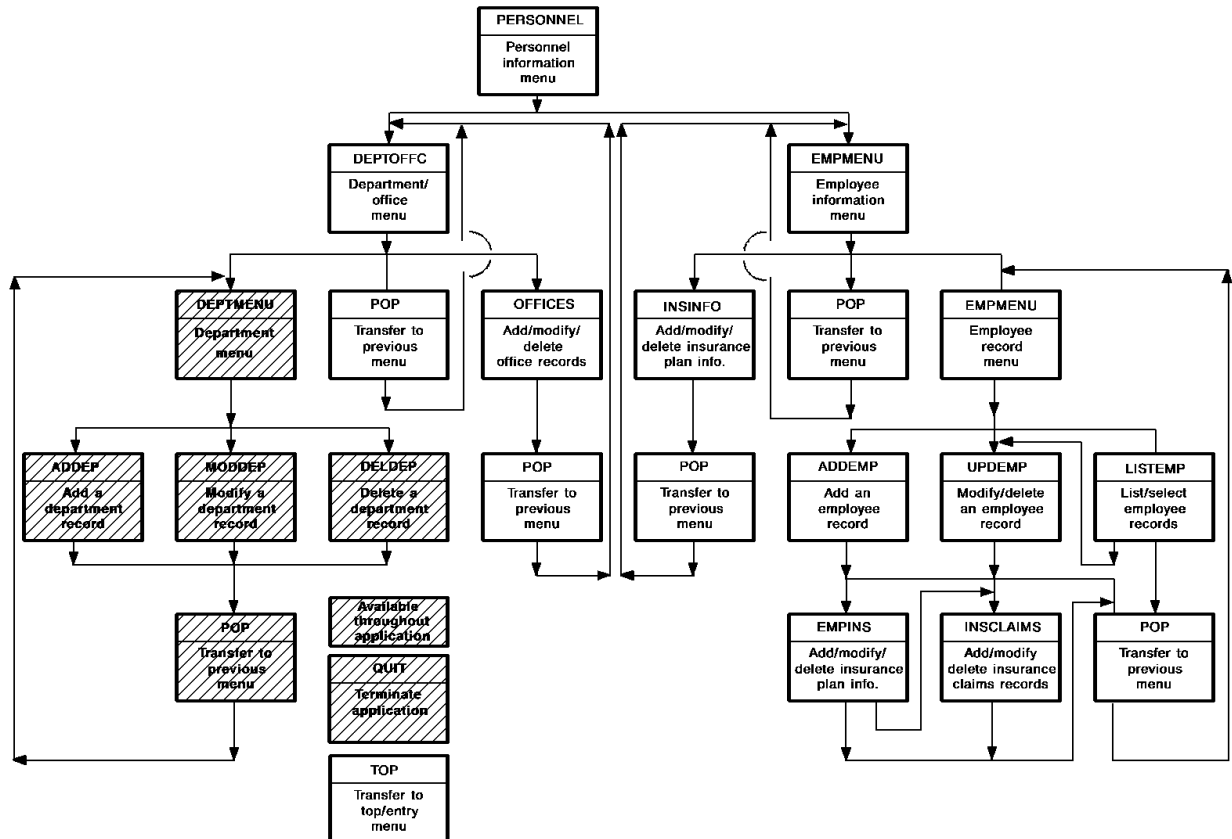 PERSONNEL
Personnel
information
menu
DEPTOFFC
Department/
office
menu
EMPMENU
Employee
information
menu
DEPTMENU
Department
menu
POP
Transfer to
previous
menu
OFFICES
Add/modify/
delete
office records
INSINFO
Add/modify/
delete insurance
plan info.
POP
Transfer to
previous
menu
EMPMENU
Employee
record
menu
ADDEP
Add a
department
record
MODDEP
Modify a
department
record
DELDEP
Delete a
department
record
POP
Transfer to
previous
menu
POP
Transfer to
previous
menu
ADDEMP
Add an
employee
record
UPDEMP
Modify/delete
an employee
record
LISTEMP
List/select
employee
records
POP
Transfer to
previous
menu
Available
throughout
application
QUIT
Terminate
application
TOP
Transfer to
top/entry
menu
EMPINS
Add/modify/
delete insurance
plan info.
INSCLAIMS
Add/modify
delete insurance
claims records
POP
Transfer to
previous
menu